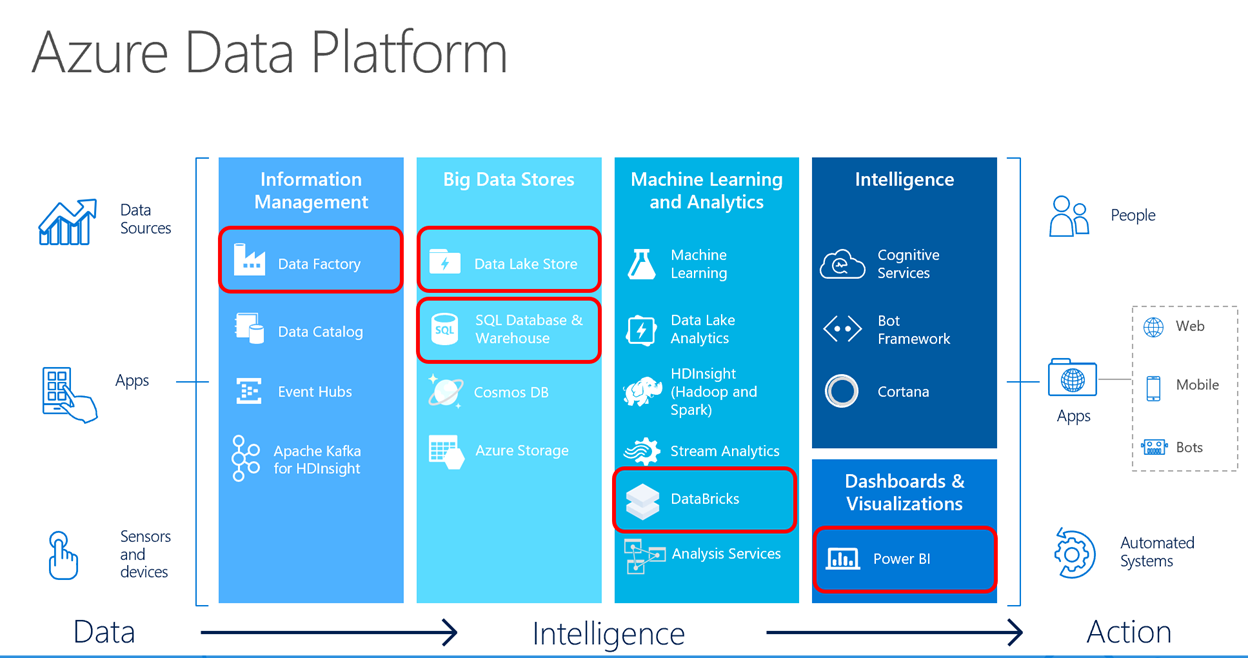 Azure Data Platform
Data
Sources
Apps
Sensors
and
devices
Information
Management
Data Factory
Data Catalog
Event Hubs
Apache Kafka
for HDInsight
Big Data Stores
Data Lake Store
SQL
SQL Database &
Warehouse
Cosmos DB
Azure Storage
Machine Learning
and Analytics
Machine
Learning
Data Lake
Analytics
HDInsight
(Hadoop and
Spark)
Stream Analytics
DataBricks
Analysis Services
Intelligence
Cognitive
Services
Bot
Framework
Cortana
Dashboards &
Visualizations
Power BI
People
Apps
Web
Mobile
Bots
Automated
Systems
Data
Intelligence
Action